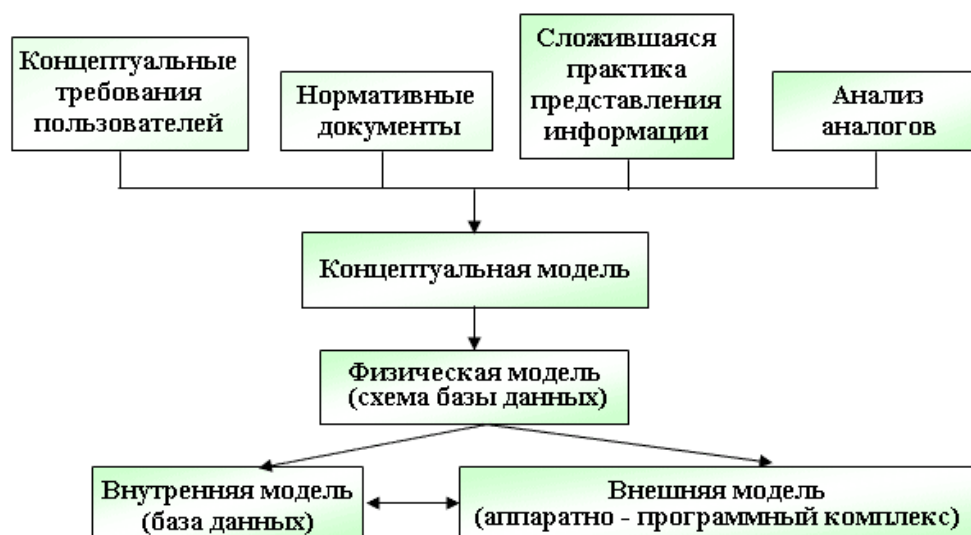 Концептуальные
требования
пользователей
Нормативные
документы
Сложившаяся
практика
представления
информации
Анализ
аналогов
Концептуальная модель
Физическая модель
(схема базы данных)
Внутренняя модель
(база данных)
Внешняя модель
(аппаратно - программный комплекс)